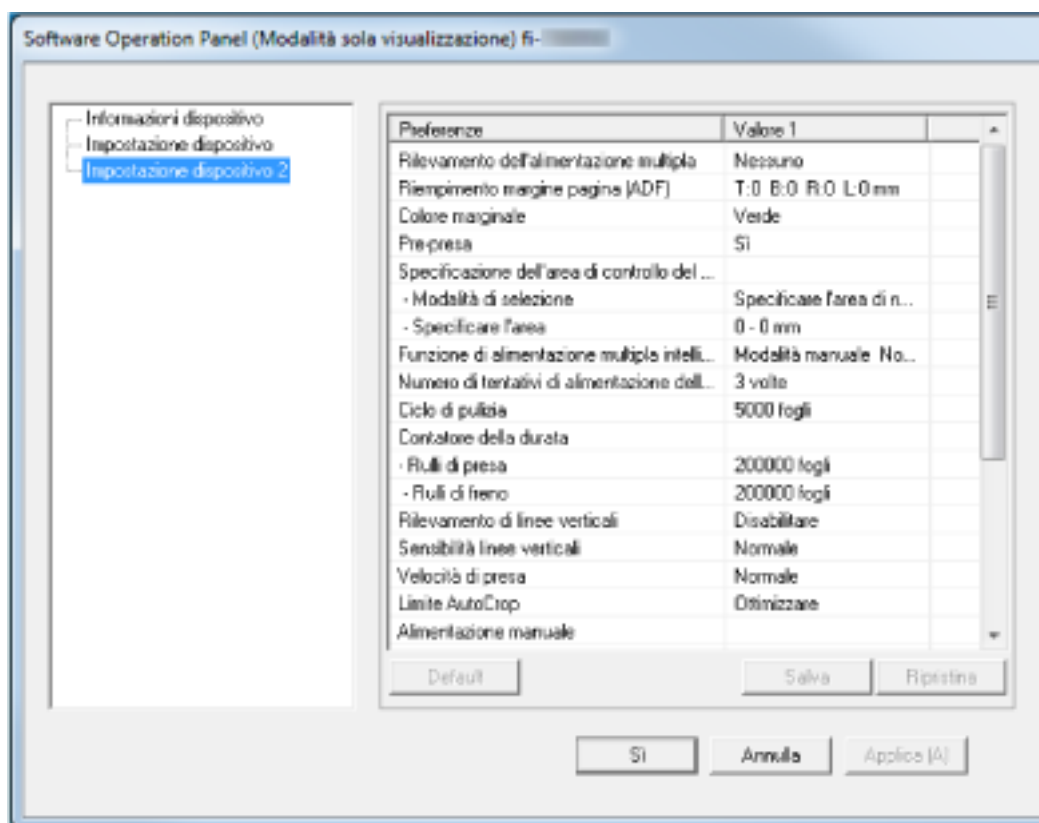 Software Operation Panel (Modalità sola visualizzazione) fi-
Informazioni dispositivo
Impostazione dispositivo
Impostazione dispositivo 2
Preferenze Valore 1
Rilevamento dell'alimentazione multipla Nessuno
Riempimento margine pagina (ADF) T:0 B:0 R:0 L:0 mm
Colore marginale Verde
Pre-presa Sì
Specificazione dell'area di controllo del ...
- Modalità di selezione Specificare l'area di n...
- Specificare l'area 0 - 0 mm
Funzione di alimentazione multipla intelli... Modalità manuale No...
Numero di tentativi di alimentazione dell... 3 volte
Ciclo di pulizia 5000 fogli
Contatore della durata
- Rulli di presa 200000 fogli
- Rulli di freno 200000 fogli
Rilevamento di linee verticali Disabilitare
Sensibilità linee verticali Normale
Velocità di presa Normale
Limite AutoCrop Ottimizzare
Alimentazione manuale
Default Salva Ripristina
Sì Annulla Applica (A)